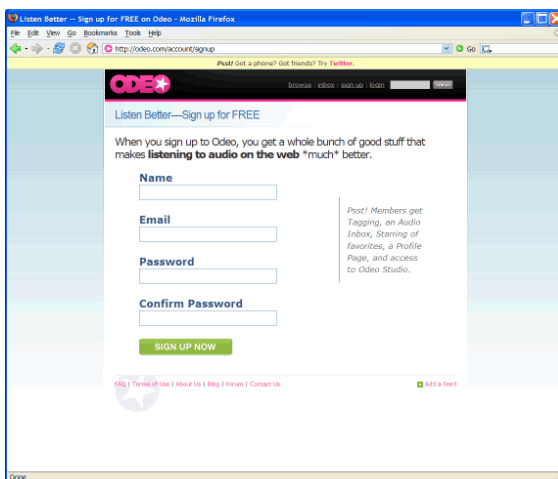 Listen Better — Sign up for FREE on Odeo - Mozilla Firefox
File Edit View Go Bookmarks Tools Help
http://odeo.com/account/signup
Go
Psst! Got a phone? Got friends? Try Twitter.
ODEO
browse | inbox | sign up | login
Listen Better—Sign up for FREE
When you sign up to Odeo, you get a whole bunch of good stuff that
makes listening to audio on the web *much* better.
Name
Email
Password
Confirm Password
Psst! Members get
Tagging, an Audio
Inbox, Starring of
favorites, a Profile
Page, and access
to Odeo Studio.
SIGN UP NOW
FAQ | Terms of Use | About Us | Blog | Forum | Contact Us
Add a Feed
Done